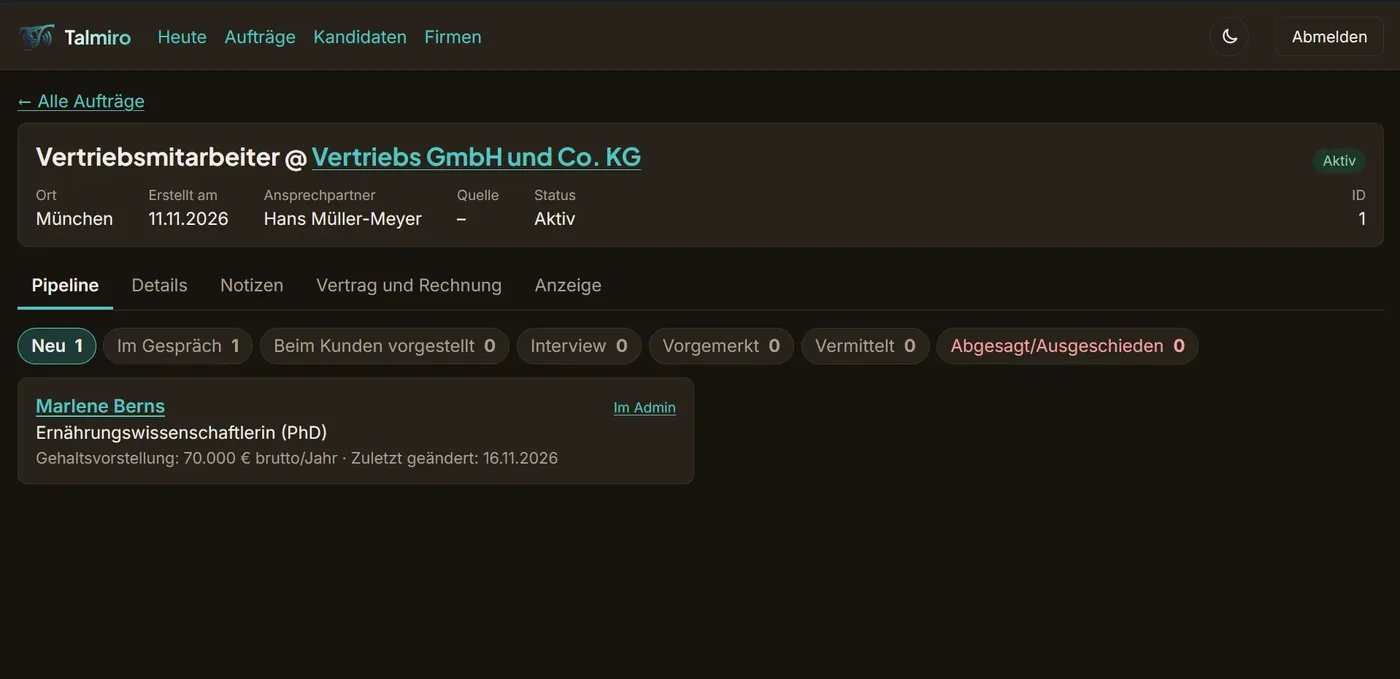 Talmiro Heute Aufträge Kandidaten Firmen Abmelden
← Alle Aufträge
Vertriebsmitarbeiter @ Vertriebs GmbH und Co. KG Aktiv
Ort Erstellt am Ansprechpartner Quelle Status ID
München 11.11.2026 Hans Müller-Meyer – Aktiv 1
Pipeline Details Notizen Vertrag und Rechnung Anzeige
Neu 1 Im Gespräch 1 Beim Kunden vorgestellt 0 Interview 0 Vorgemerkt 0 Vermittelt 0 Abgesagt/Ausgeschieden 0
Marlene Berns Im Admin
Ernährungswissenschaftlerin (PhD)
Gehaltsvorstellung: 70.000 € brutto/Jahr · Zuletzt geändert: 16.11.2026